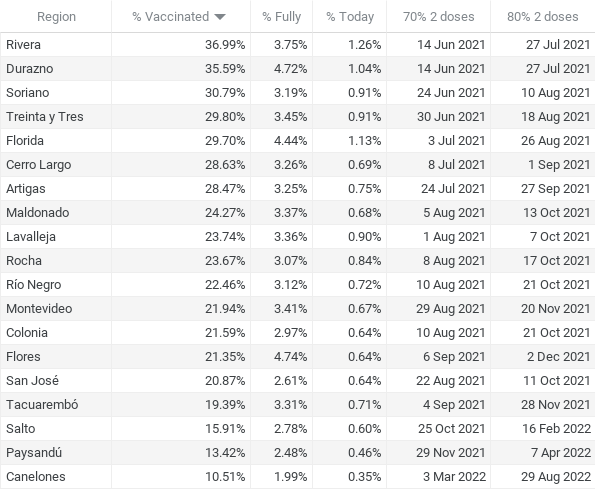 Region % Vaccinated % Fully % Today 70% 2 doses 80% 2 doses
Rivera 36.99% 3.75% 1.26% 14 Jun 2021 27 Jul 2021
Durazno 35.59% 4.72% 1.04% 14 Jun 2021 27 Jul 2021
Soriano 30.79% 3.19% 0.91% 24 Jun 2021 10 Aug 2021
Treinta y Tres 29.80% 3.45% 0.91% 30 Jun 2021 18 Aug 2021
Florida 29.70% 4.44% 1.13% 3 Jul 2021 26 Aug 2021
Cerro Largo 28.63% 3.26% 0.69% 8 Jul 2021 1 Sep 2021
Artigas 28.47% 3.25% 0.75% 24 Jul 2021 27 Sep 2021
Maldonado 24.27% 3.37% 0.68% 5 Aug 2021 13 Oct 2021
Lavalleja 23.74% 3.36% 0.90% 1 Aug 2021 7 Oct 2021
Rocha 23.67% 3.07% 0.84% 8 Aug 2021 17 Oct 2021
Río Negro 22.46% 3.12% 0.72% 10 Aug 2021 21 Oct 2021
Montevideo 21.94% 3.41% 0.67% 29 Aug 2021 20 Nov 2021
Colonia 21.59% 2.97% 0.64% 10 Aug 2021 21 Oct 2021
Flores 21.35% 4.74% 0.64% 6 Sep 2021 2 Dec 2021
San José 20.87% 2.61% 0.64% 22 Aug 2021 11 Oct 2021
Tacuarembó 19.39% 3.31% 0.71% 4 Sep 2021 28 Nov 2021
Salto 15.91% 2.78% 0.60% 25 Oct 2021 16 Feb 2022
Paysandú 13.42% 2.48% 0.46% 29 Nov 2021 7 Apr 2022
Canelones 10.51% 1.99% 0.35% 3 Mar 2022 29 Aug 2022